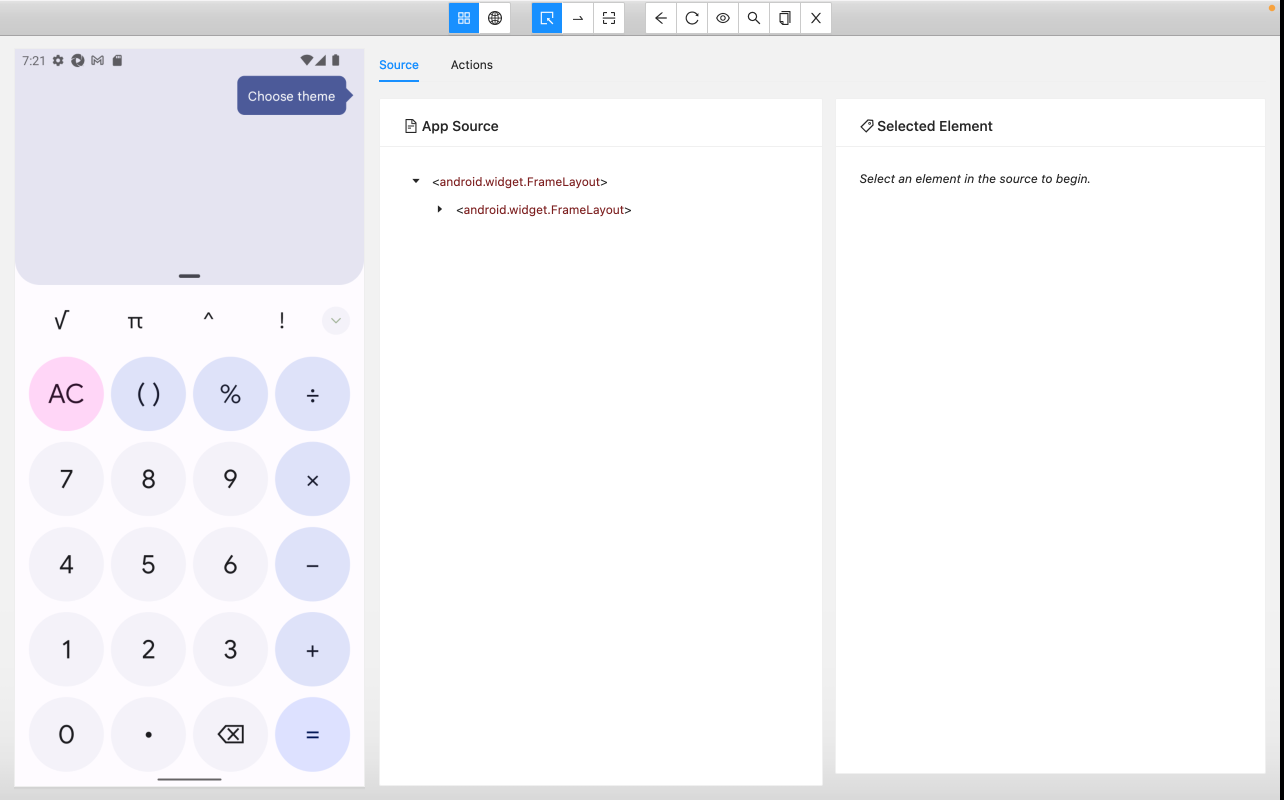 7:21
Choose theme
√ π ^ !
AC ( ) % ÷
7 8 9 ×
4 5 6 −
1 2 3 +
0 . =
Source Actions
App Source
<android.widget.FrameLayout>
<android.widget.FrameLayout>
Selected Element
Select an element in the source to begin.